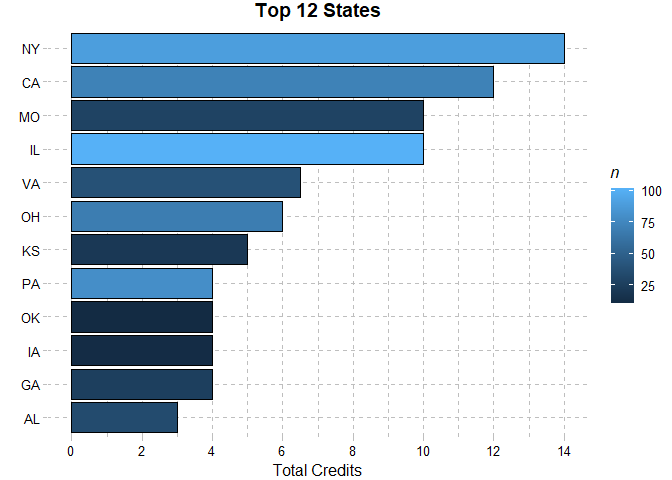 Top 12 States
NY
CA
MO
IL
VA
OH
KS
PA
OK
IA
GA
AL
0 2 4 6 8 10 12 14
Total Credits
n
100
75
50
25